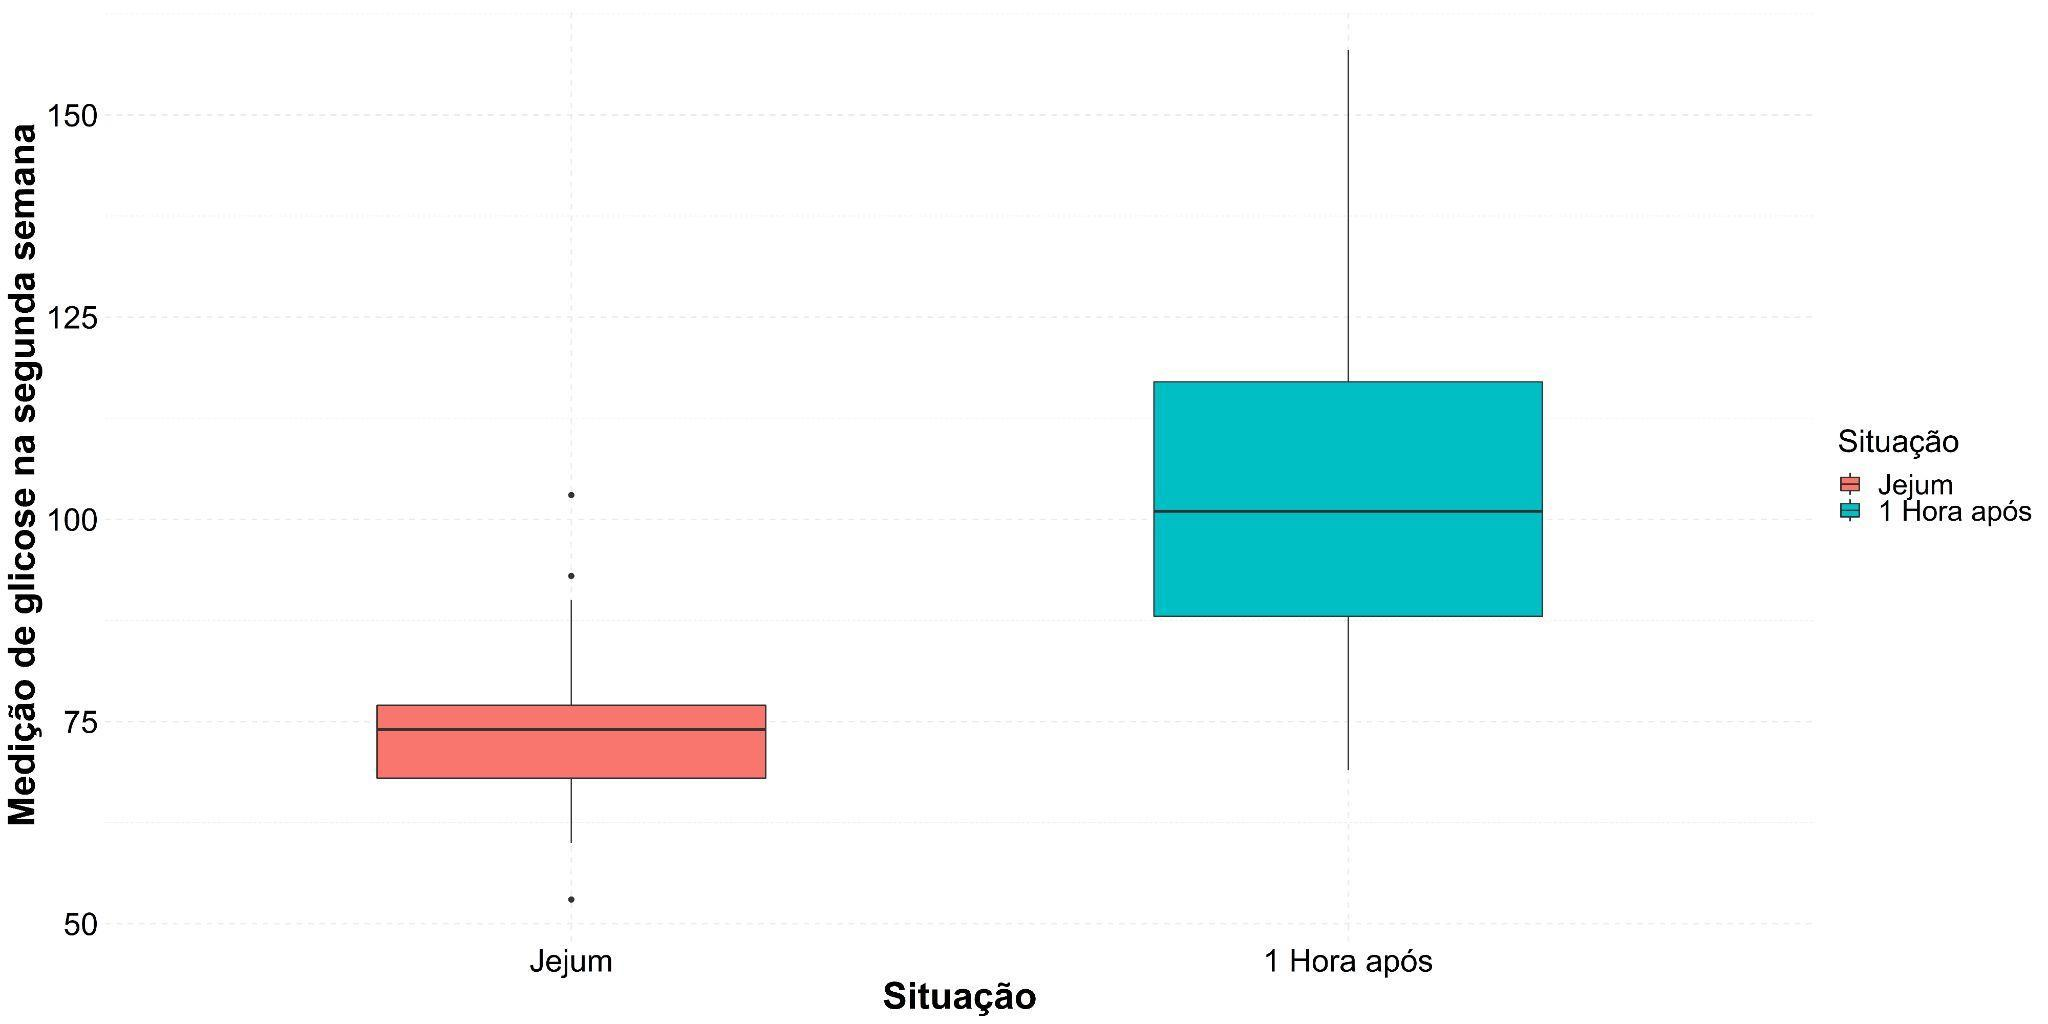 Medição de glicose na segunda semana
150
125
100
75
50
Jejum
1 Hora após
Situação
Situação
Jejum
1 Hora após